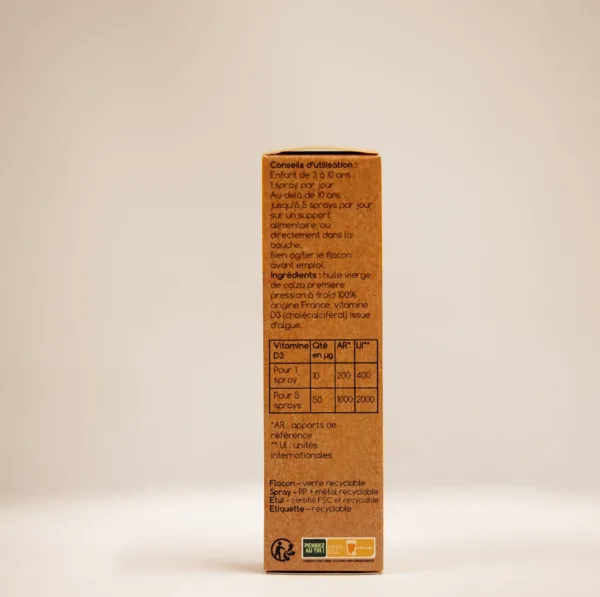 Conseils d'utilisation :
Enfant de 3 à 10 ans :
1 spray par jour
Au-delà de 10 ans :
jusqu'à 5 sprays par jour
sur un support
alimentaire, ou
directement dans la
bouche.
Bien agiter le flacon
avant emploi.
Ingrédients : huile vierge
de colza première
pression à froid 100%
origine France, vitamine
D3 (cholécalciférol) issue
d'algue.
Vitamine D3 Qté en µg AR* UI**
Pour 1 spray 10 200 400
Pour 5 sprays 50 1000 2000
*AR : apports de
référence
** UI : unités
internationales
Flacon – verre recyclable
Spray – PP + métal recyclable
Etui - certifié FSC et recyclable
Etiquette – recyclable
PENSEZ
AU TRI !